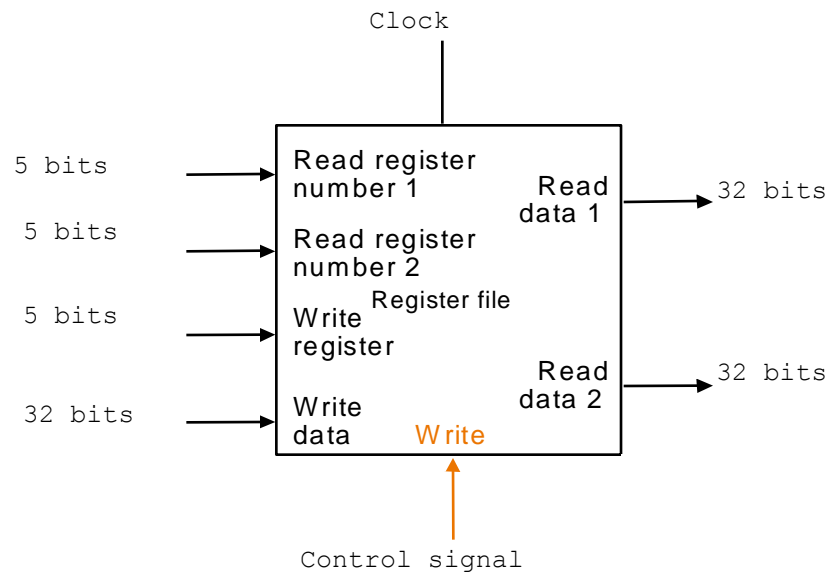 Clock
5 bits
Read register
number 1
Read
data 1
32 bits
5 bits
Read register
number 2
Register file
5 bits
Write
register
Read
data 2
32 bits
32 bits
Write
data
Write
Control signal